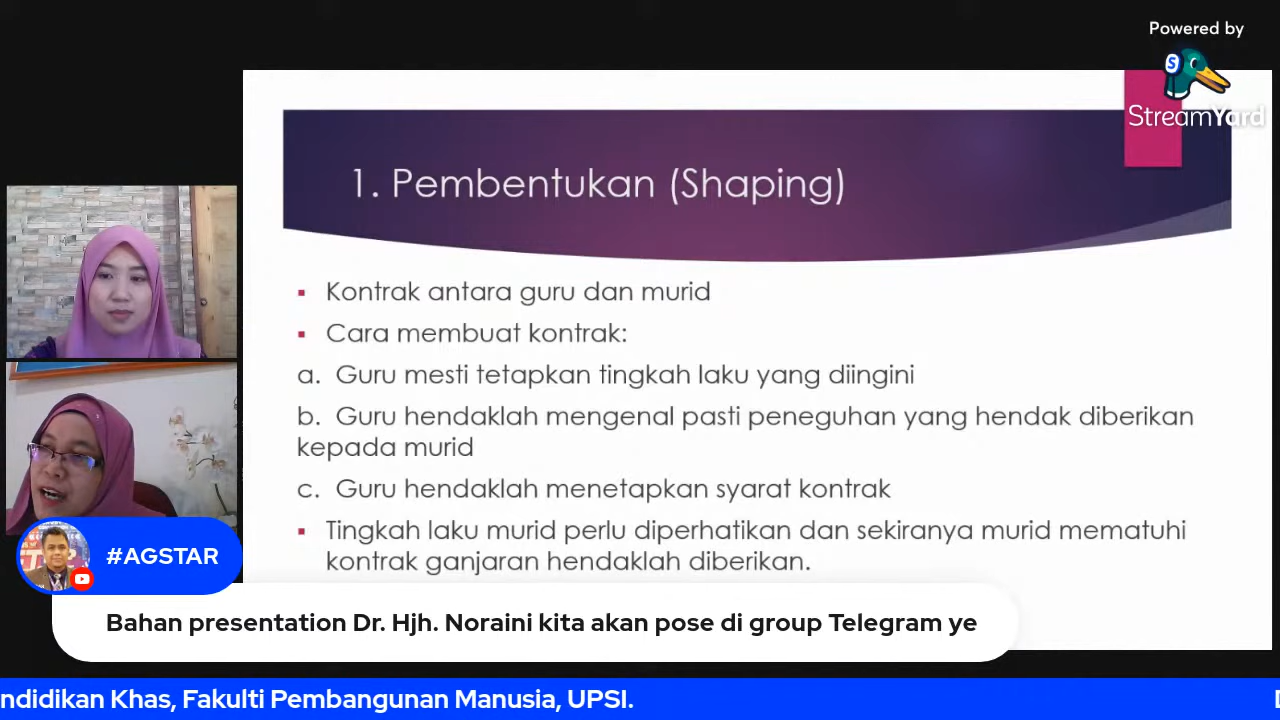 Powered by
StreamYard
1. Pembentukan (Shaping)
▪ Kontrak antara guru dan murid
▪ Cara membuat kontrak:
a. Guru mesti tetapkan tingkah laku yang diingini
b. Guru hendaklah mengenal pasti peneguhan yang hendak diberikan
kepada murid
c. Guru hendaklah menetapkan syarat kontrak
▪ Tingkah laku murid perlu diperhatikan dan sekiranya murid mematuhi
kontrak ganjaran hendaklah diberikan.
#AGSTAR
Bahan presentation Dr. Hjh. Noraini kita akan pose di group Telegram ye
ndidikan Khas, Fakulti Pembangunan Manusia, UPSI.